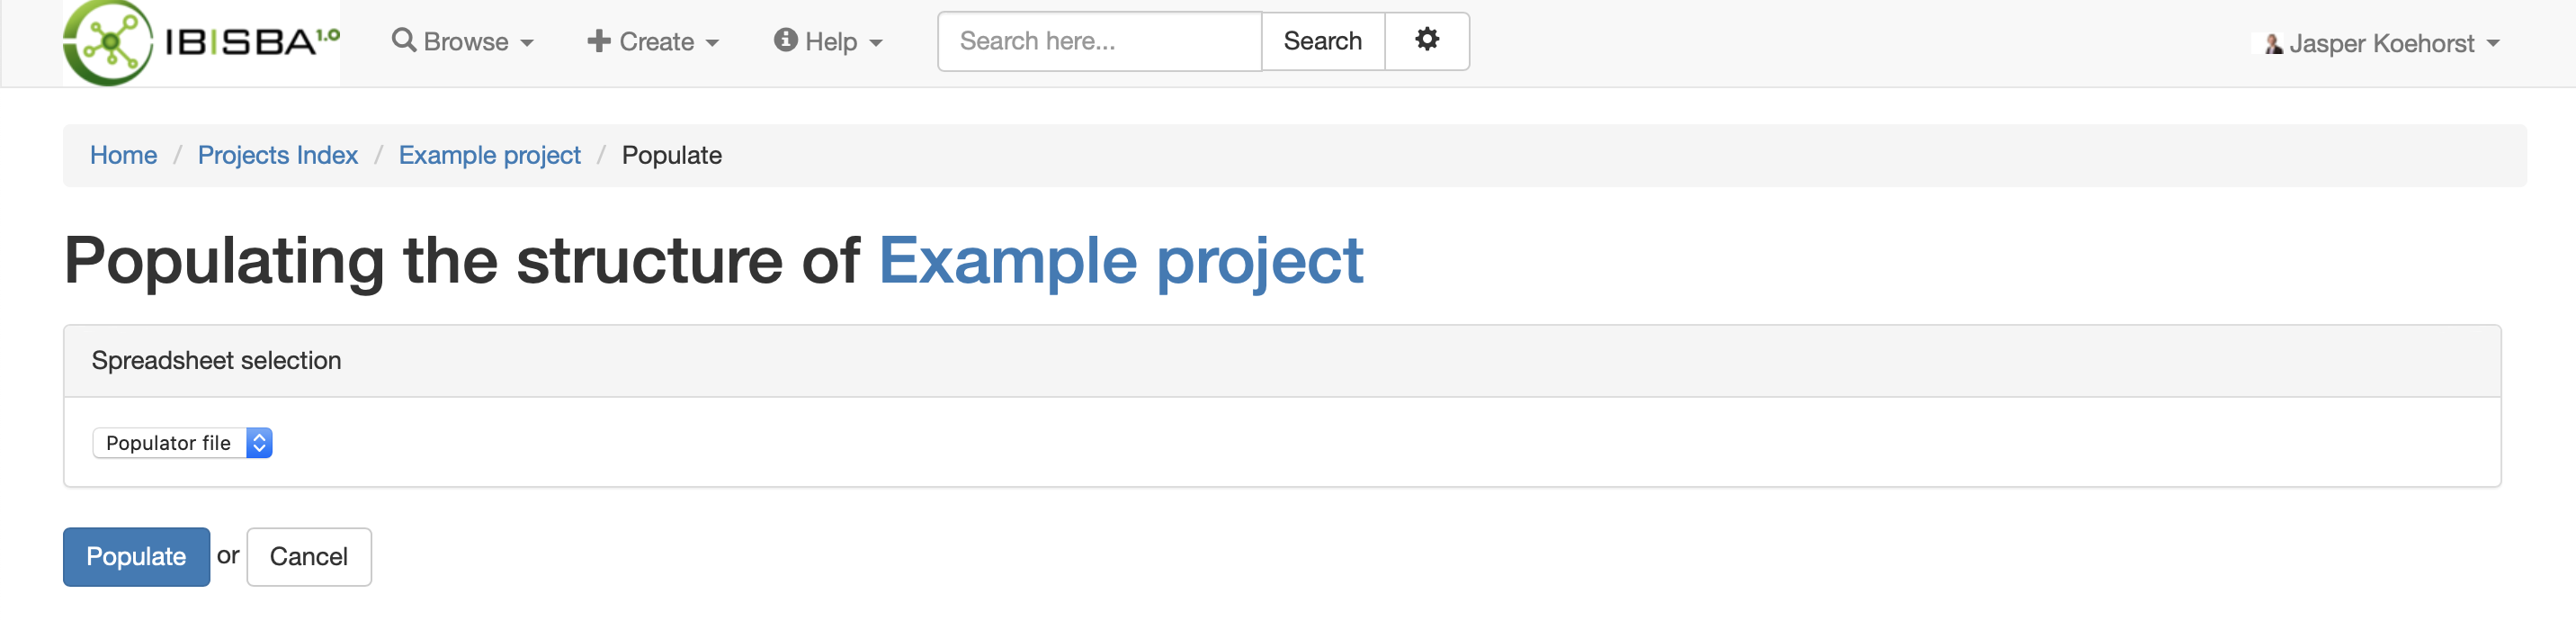 IBISBA 1.0 Browse Create Help Search here... Search Jasper Koehorst
Home / Projects Index / Example project / Populate
Populating the structure of Example project
Spreadsheet selection
Populator file
Populate or Cancel